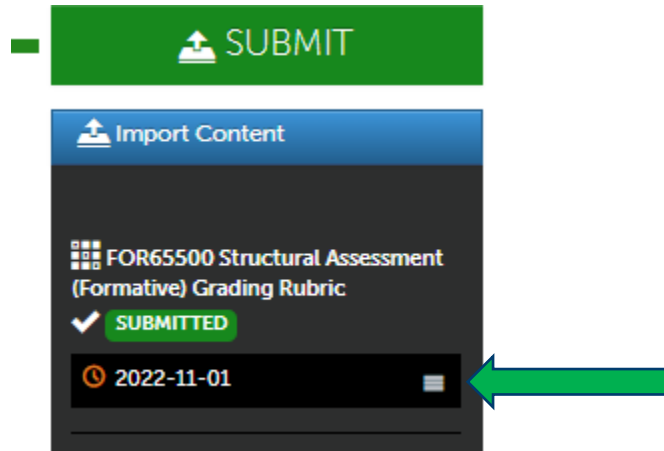 SUBMIT
Import Content
FOR65500 Structural Assessment
(Formative) Grading Rubric
SUBMITTED
2022-11-01